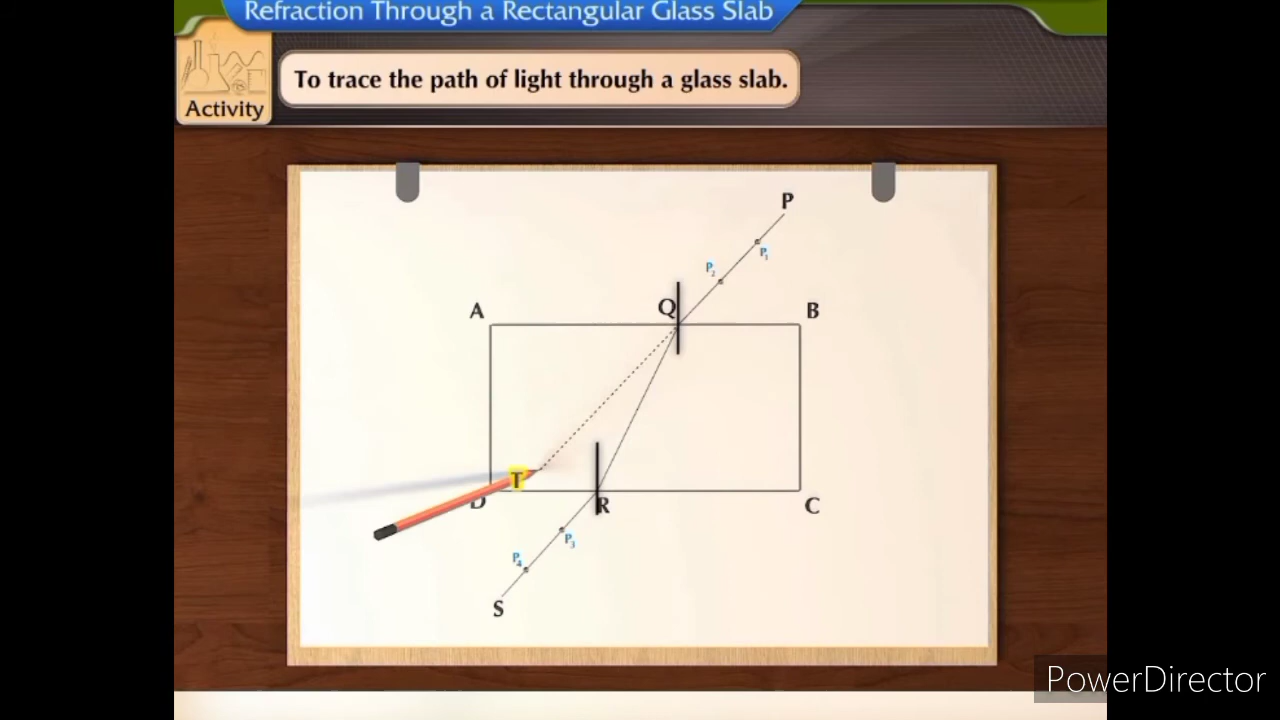 Refraction Through a Rectangular Glass Slab
Activity
To trace the path of light through a glass slab.
P
P1
P2
Q
A
B
T
D
R
C
P3
P4
S
PowerDirector